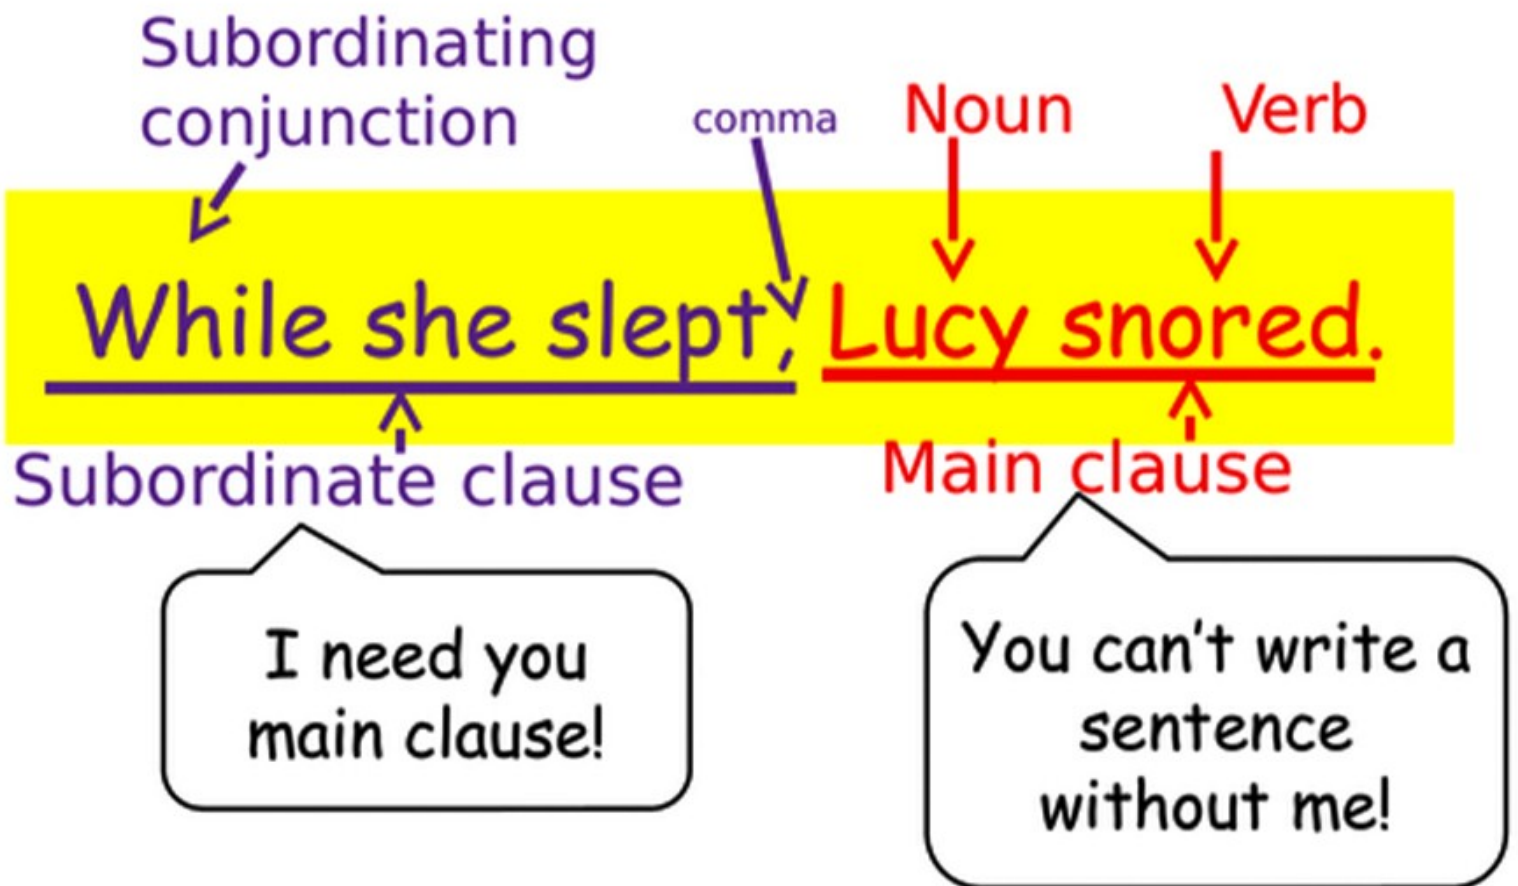 Subordinating
conjunction
comma
Noun
Verb
While she slept, Lucy snored.
Subordinate clause
Main clause
I need you
main clause!
You can't write a
sentence
without me!